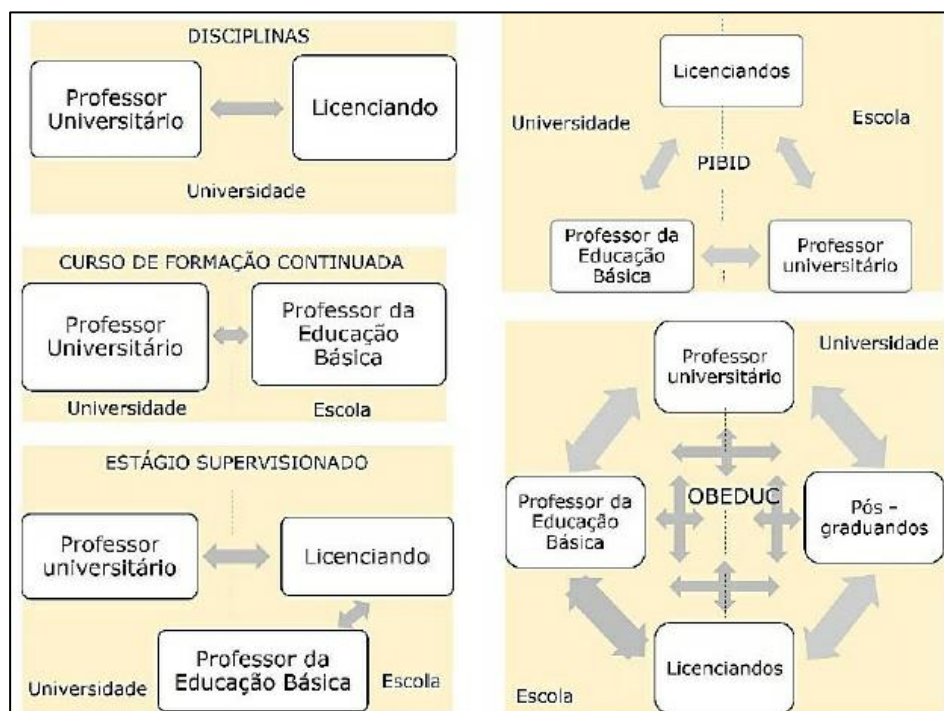 DISCIPLINAS
Professor
Universitário
Licenciando
Universidade
CURSO DE FORMAÇÃO CONTINUADA
Professor
Universitário
Professor da
Educação
Básica
Universidade
Escola
ESTÁGIO SUPERVISIONADO
Professor
universitário
Licenciando
Professor da
Educação Básica
Universidade
Escola
Licenciandos
Universidade
Escola
PIBID
Professor da
Educação
Básica
Professor
universitário
Professor
universitário
Universidade
Professor da
Educação
Básica
OBEDUC
Pós -
graduandos
Licenciandos
Escola